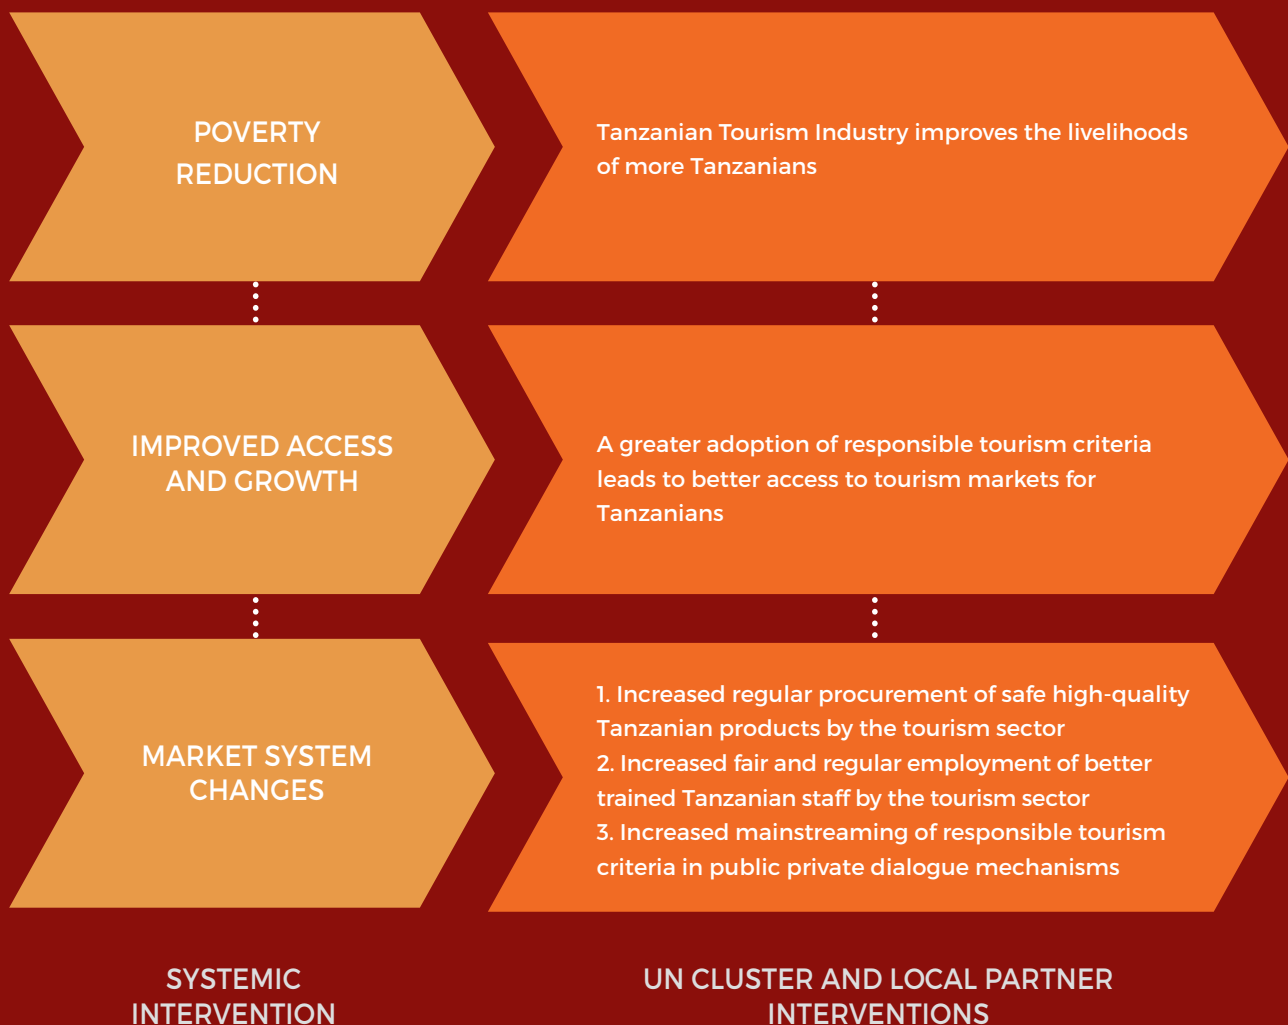 POVERTY
REDUCTION
Tanzanian Tourism Industry improves the livelihoods
of more Tanzanians
IMPROVED ACCESS
AND GROWTH
A greater adoption of responsible tourism criteria
leads to better access to tourism markets for
Tanzanians
MARKET SYSTEM
CHANGES
1. Increased regular procurement of safe high-quality
Tanzanian products by the tourism sector
2. Increased fair and regular employment of better
trained Tanzanian staff by the tourism sector
3. Increased mainstreaming of responsible tourism
criteria in public private dialogue mechanisms
SYSTEMIC
INTERVENTION
UN CLUSTER AND LOCAL PARTNER
INTERVENTIONS